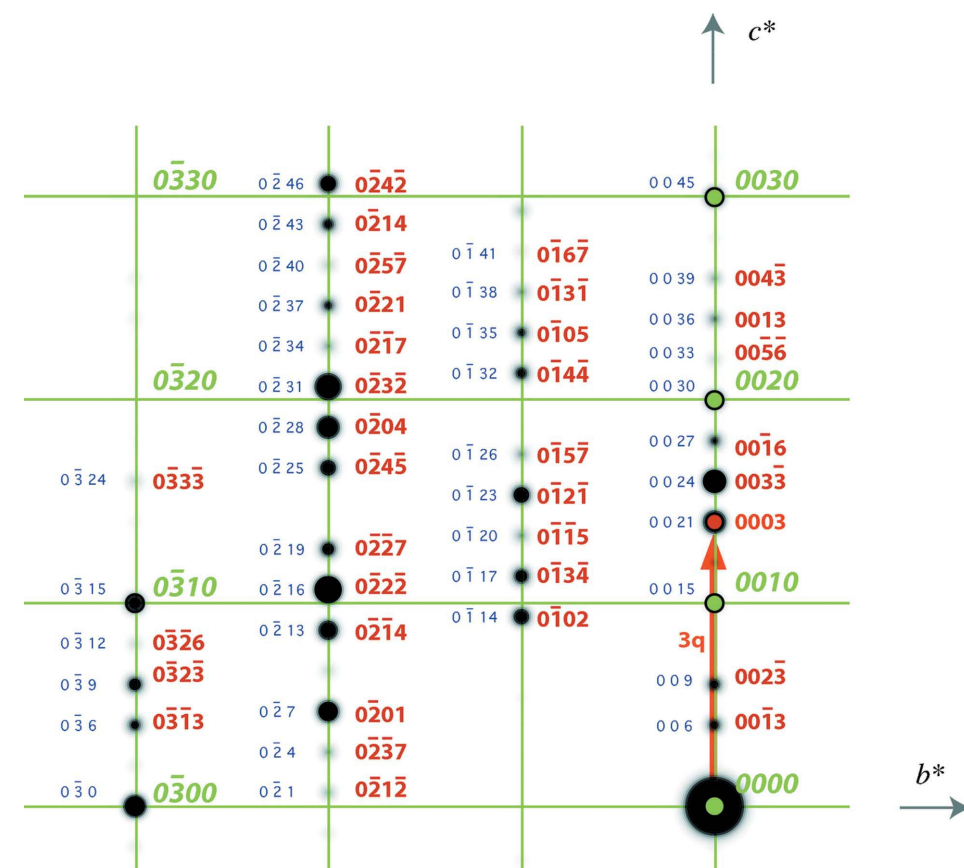 c*
03̅30
0 2̅ 46 02̅42̅
0 0 45 0030
0 2̅ 43 02̅14
0 1̅ 41 01̅67̅
0 2̅ 40 02̅57̅
0 0 39 0043̅
0 1̅ 38 01̅31̅
0 2̅ 37 02̅21
0 0 36 0013
0 1̅ 35 01̅05
0 2̅ 34 02̅1̅7
0 0 33 005̅6̅
0 1̅ 32 01̅44̅
03̅20
0 2̅ 31 02̅32̅
0 0 30 0020
0 2̅ 28 02̅04
0 0 27 001̅6
0 1̅ 26 01̅57̅
0 2̅ 25 02̅45̅
0 3̅ 24 03̅33̅
0 0 24 0033̅
0 1̅ 23 01̅21̅
0 0 21 0003
0 1̅ 20 01̅1̅5
0 2̅ 19 02̅2̅7
0 1̅ 17 01̅34̅
0 3̅ 15 03̅10
0 2̅ 16 02̅22̅
0 0 15 0010
0 1̅ 14 01̅02
0 2̅ 13 02̅1̅4
0 3̅ 12 03̅2̅6
3q
0 3̅ 9 03̅23̅
0 0 9 0023̅
0 2̅ 7 02̅01
0 3̅ 6 03̅1̅3
0 0 6 001̅3
0 2̅ 4 02̅3̅7
b*
0 3̅ 0 03̅00
0 2̅ 1 02̅12̅
0000